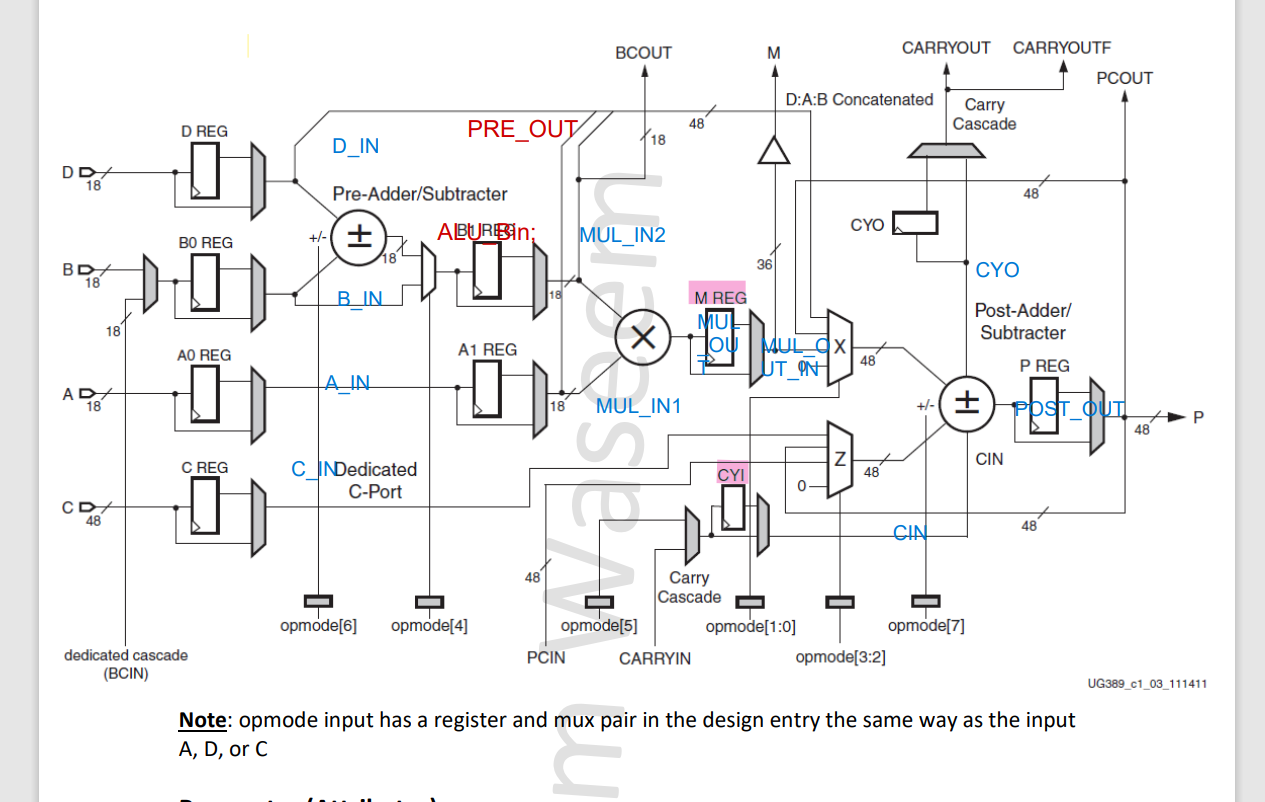 BCOUT
M
CARRYOUT CARRYOUTF
PCOUT
D:A:B Concatenated
Carry
Cascade
48
D REG
PRE_OUT
D_IN
18
D
18
Pre-Adder/Subtracter
48
+/-
±
18
ALU_Bin;
B1 REG
MUL_IN2
CYO
B0 REG
B
18
B_IN
18
36
CYO
M REG
Post-Adder/
Subtracter
18
MUL
_OU
T
MUL_O
UT_IN
X
0
48
A0 REG
A1 REG
×
P REG
A
18
A_IN
18
MUL_IN1
+/-
±
POST_OUT
48
P
C REG
C_IN
Dedicated
C-Port
CYI
Z
0
48
CIN
C
48
CIN
48
48
Carry
Cascade
opmode[6]
opmode[4]
opmode[5]
opmode[1:0]
opmode[7]
dedicated cascade
(BCIN)
PCIN
CARRYIN
opmode[3:2]
UG389_c1_03_111411
m Waseem
Note: opmode input has a register and mux pair in the design entry the same way as the input
A, D, or C